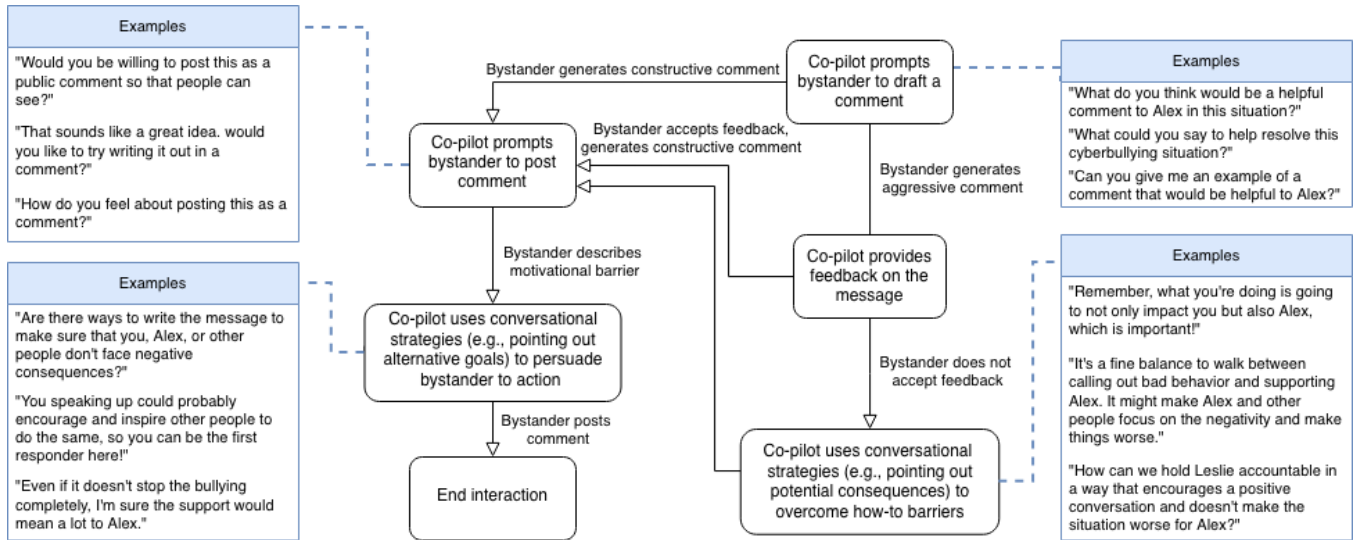 Examples
"Would you be willing to post this as a
public comment so that people can
see?"
"That sounds like a great idea. would
you like to try writing it out in a
comment?"
"How do you feel about posting this as a
comment?"
Examples
"Are there ways to write the message to
make sure that you, Alex, or other
people don't face negative
consequences?"
"You speaking up could probably
encourage and inspire other people to
do the same, so you can be the first
responder here!"
"Even if it doesn't stop the bullying
completely, I'm sure the support would
mean a lot to Alex."
Co-pilot prompts
bystander to draft a
comment
Bystander generates constructive comment
Co-pilot prompts
bystander to post
comment
Bystander accepts feedback,
generates constructive comment
Bystander generates
aggressive comment
Co-pilot provides
feedback on the
message
Bystander describes
motivational barrier
Co-pilot uses conversational
strategies (e.g., pointing out
alternative goals) to persuade
bystander to action
Bystander does not
accept feedback
Bystander posts
comment
End interaction
Co-pilot uses conversational
strategies (e.g., pointing out
potential consequences) to
overcome how-to barriers
Examples
"What do you think would be a helpful
comment to Alex in this situation?"
"What could you say to help resolve this
cyberbullying situation?"
"Can you give me an example of a
comment that would be helpful to Alex?"
Examples
"Remember, what you're doing is going
to not only impact you but also Alex,
which is important!"
"It's a fine balance to walk between
calling out bad behavior and supporting
Alex. It might make Alex and other
people focus on the negativity and make
things worse."
"How can we hold Leslie accountable in
a way that encourages a positive
conversation and doesn't make the
situation worse for Alex?"